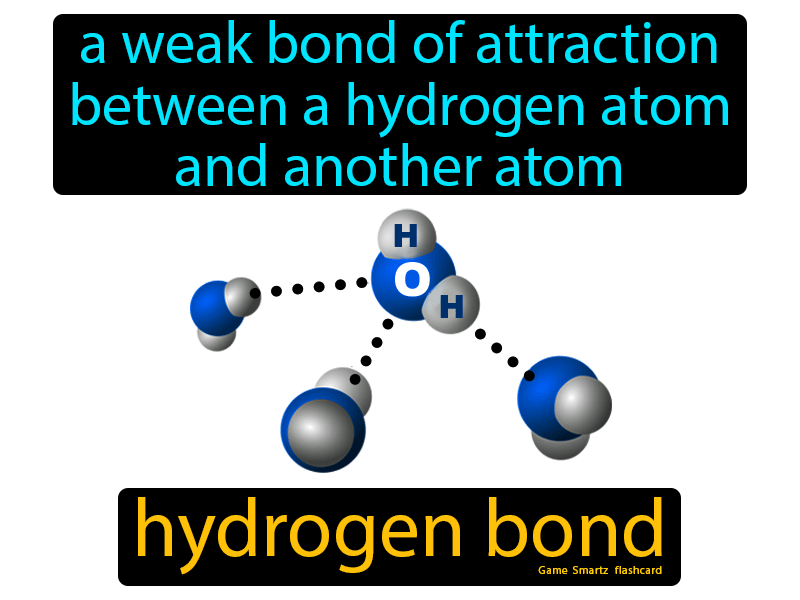 a weak bond of attraction
between a hydrogen atom
and another atom
H
O
H
hydrogen bond
Game Smartz flashcard